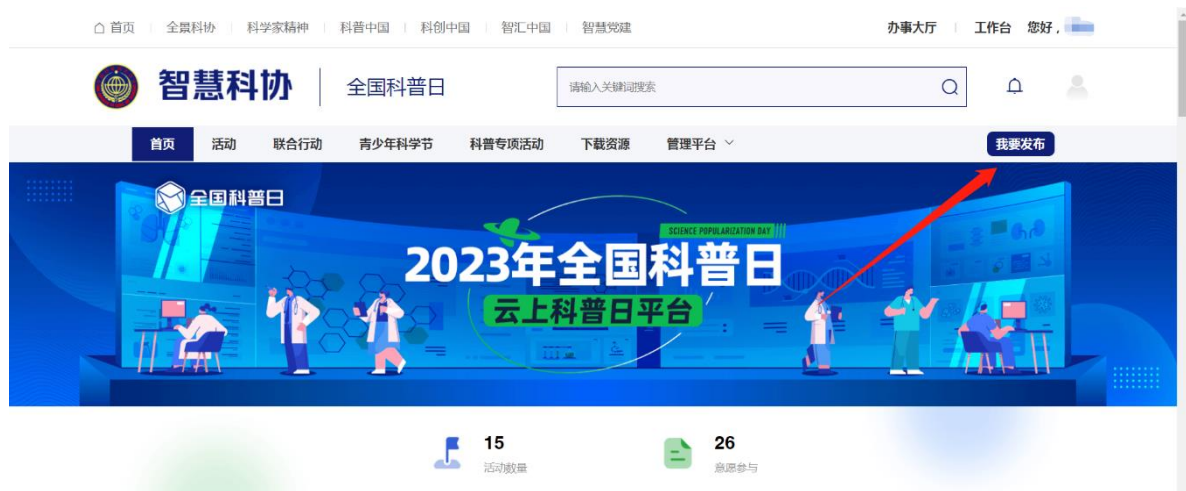 首页 全景科协 科学家精神 科普中国 科创中国 智汇中国 智慧党建 办事大厅 工作台 您好，
智慧科协 全国科普日 请输入关键词搜索
首页 活动 联合行动 青少年科学节 科普专项活动 下载资源 管理平台 我要发布
全国科普日
SCIENCE POPULARIZATION DAY
2023年全国科普日
云上科普日平台
15 26
活动数量 意愿参与